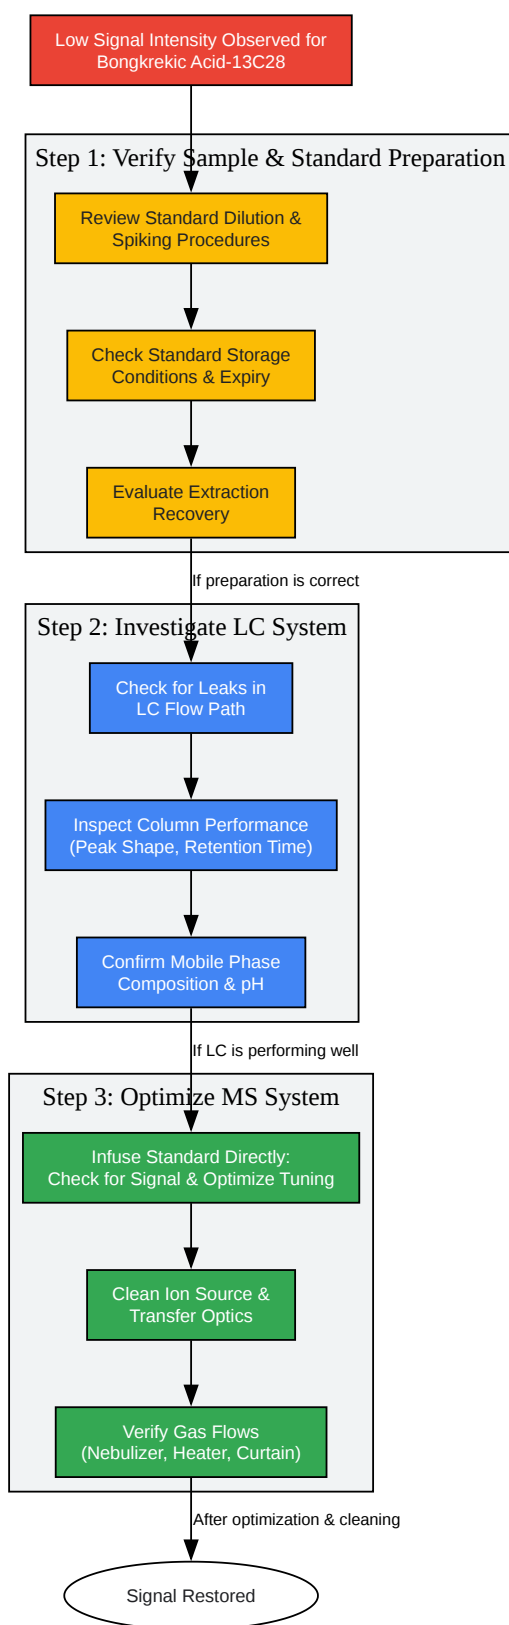 Low Signal Intensity Observed for
Bongkrekic Acid-13C28
Step 1: Verify Sample & Standard Preparation
Review Standard Dilution &
Spiking Procedures
Check Standard Storage
Conditions & Expiry
Evaluate Extraction
Recovery
If preparation is correct
Step 2: Investigate LC System
Check for Leaks in
LC Flow Path
Inspect Column Performance
(Peak Shape, Retention Time)
Confirm Mobile Phase
Composition & pH
If LC is performing well
Step 3: Optimize MS System
Infuse Standard Directly:
Check for Signal & Optimize Tuning
Clean Ion Source &
Transfer Optics
Verify Gas Flows
(Nebulizer, Heater, Curtain)
After optimization & cleaning
Signal Restored